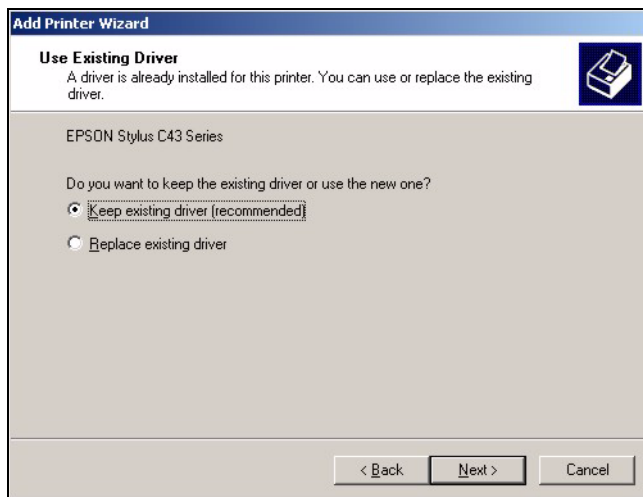 Add Printer Wizard
Use Existing Driver
A driver is already installed for this printer. You can use or replace the existing
driver.
EPSON Stylus C43 Series
Do you want to keep the existing driver or use the new one?
Keep existing driver (recommended)
Replace existing driver
< Back
Next >
Cancel